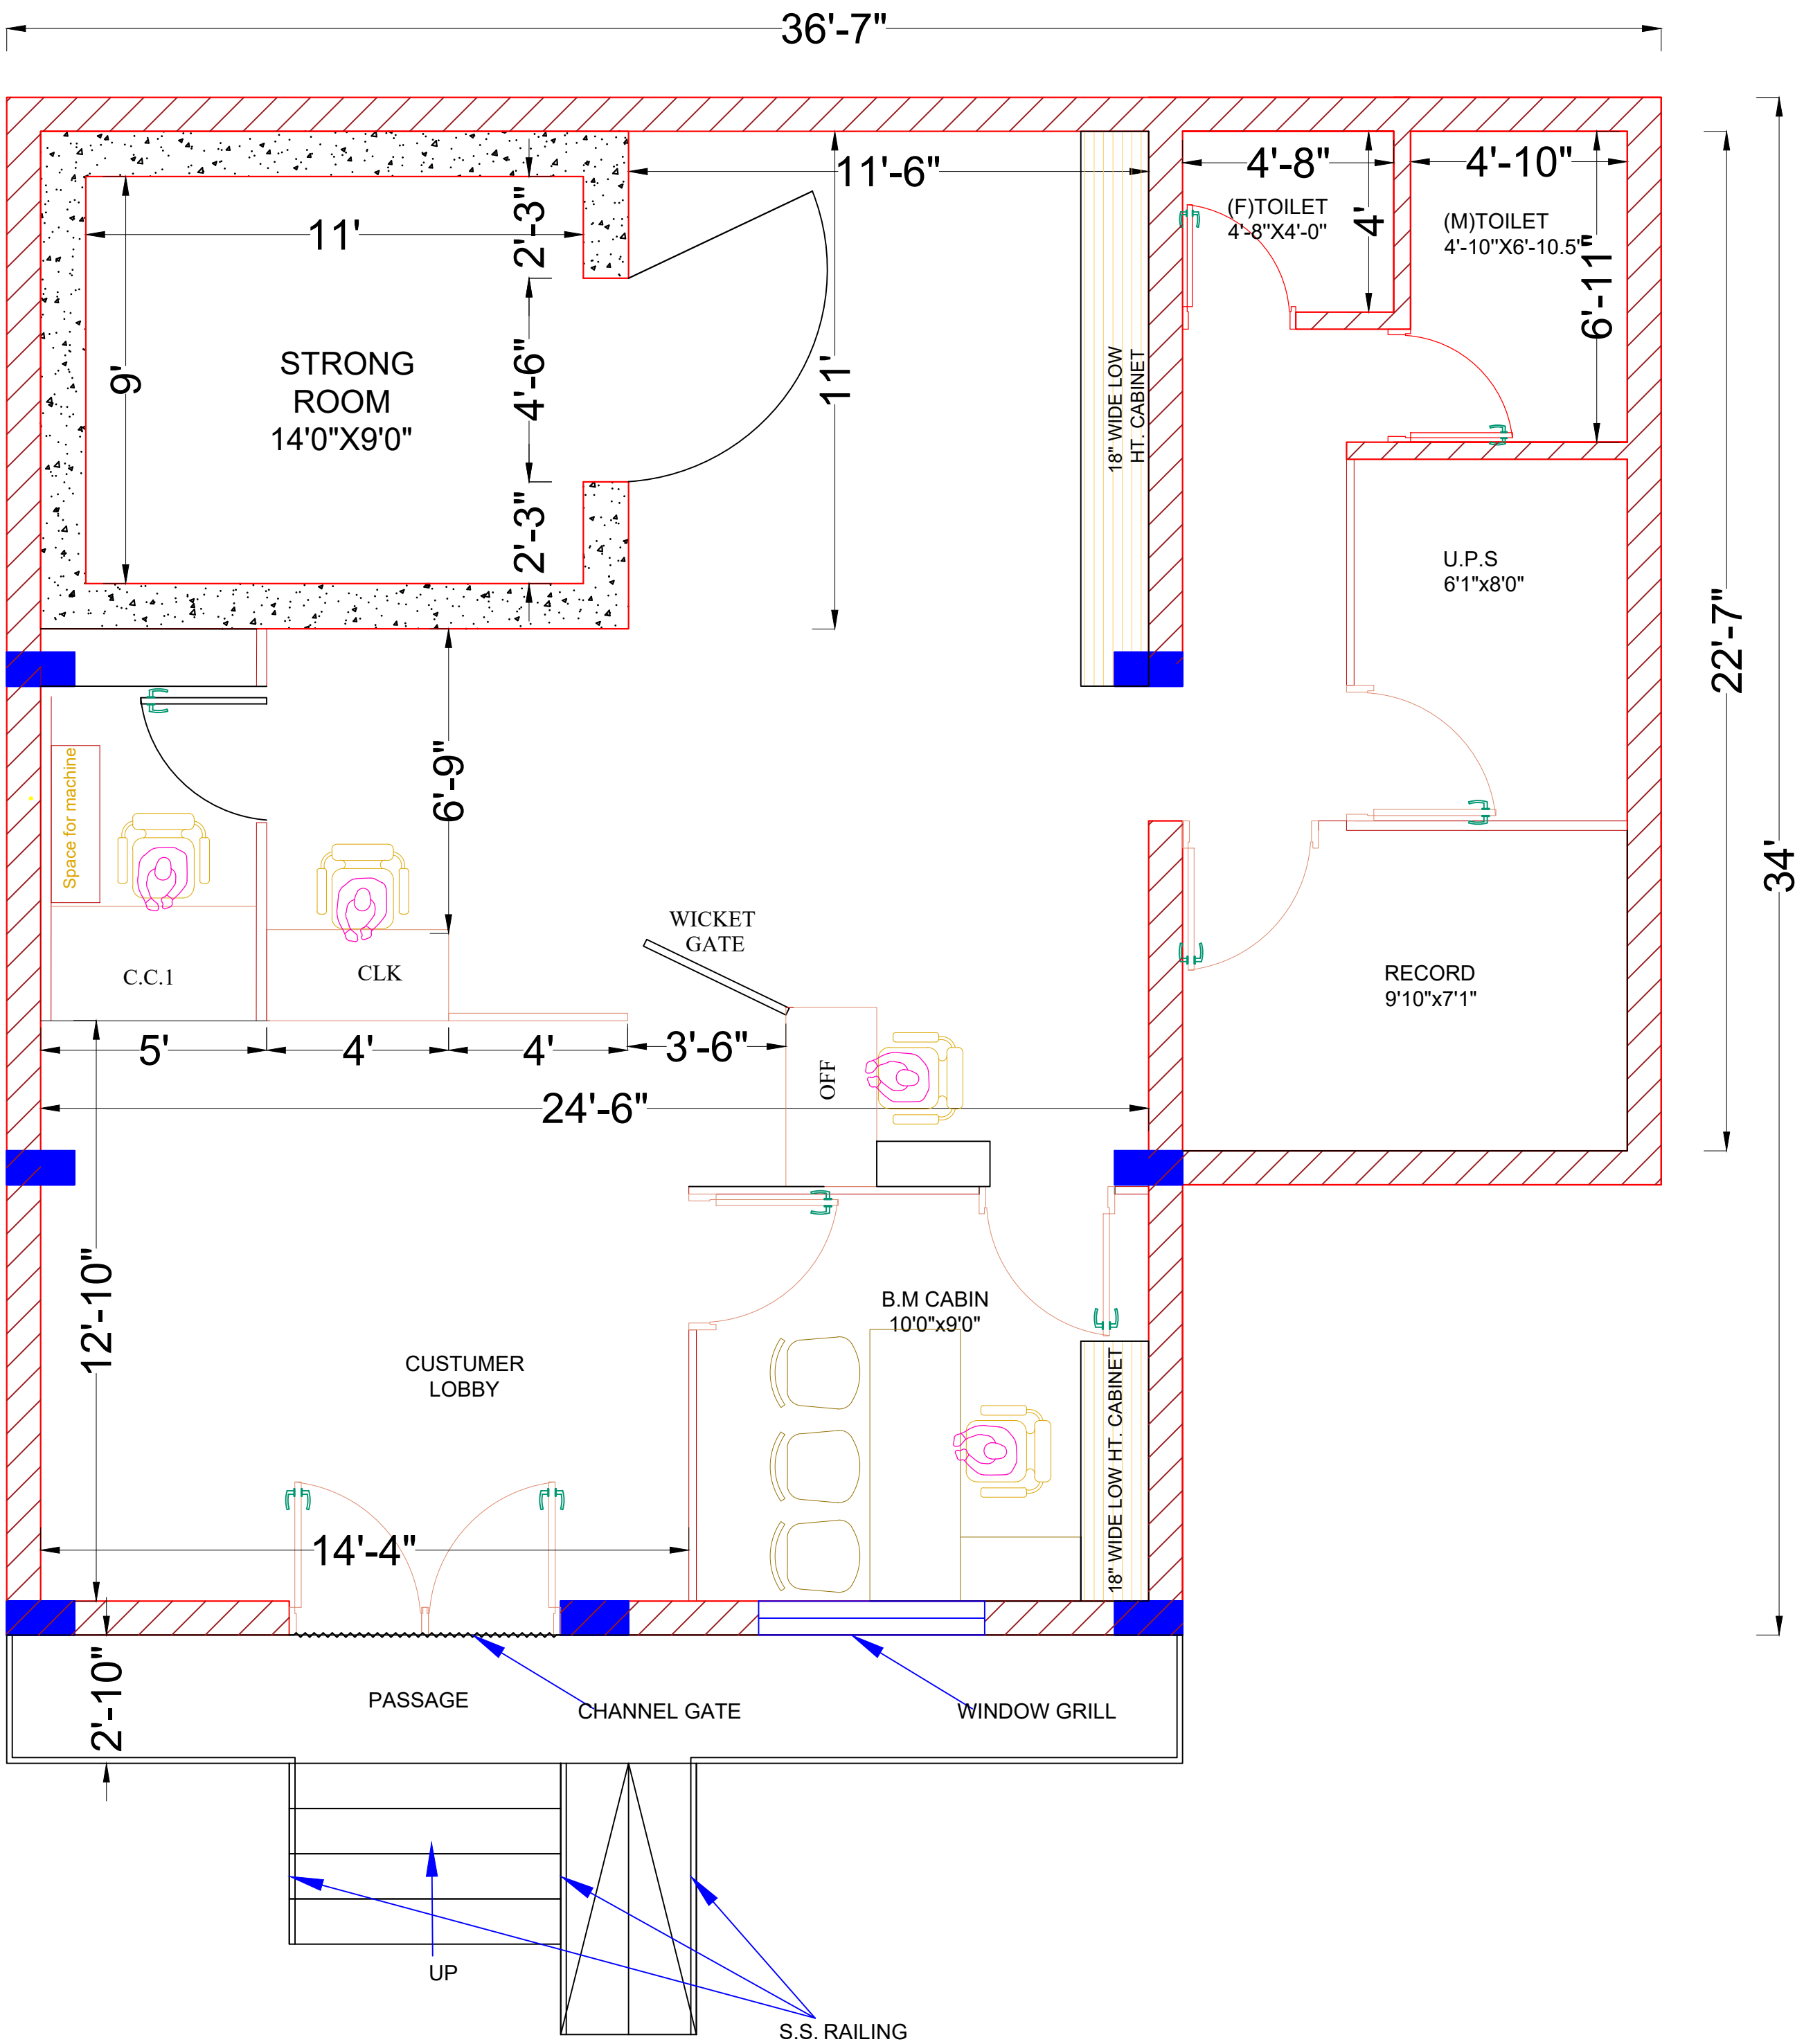 36'-7"
11'-6"
4'-8"
4'-10"
(F)TOILET
4'-8"X4'-0"
4'
(M)TOILET
4'-10"X6'-10.5"
6'-11"
2'-3"
11'
9'
STRONG
ROOM
14'0"X9'0"
4'-6"
11'
2'-3"
18" WIDE LOW
HT. CABINET
U.P.S
6'1"x8'0"
22'-7"
34'
6'-9"
Space for machine
WICKET
GATE
C.C.1
CLK
RECORD
9'10"x7'1"
5'
4'
4'
3'-6"
OFF
24'-6"
12'-10"
B.M CABIN
10'0"x9'0"
CUSTUMER
LOBBY
18" WIDE LOW HT. CABINET
14'-4"
2'-10"
PASSAGE
CHANNEL GATE
WINDOW GRILL
UP
S.S. RAILING